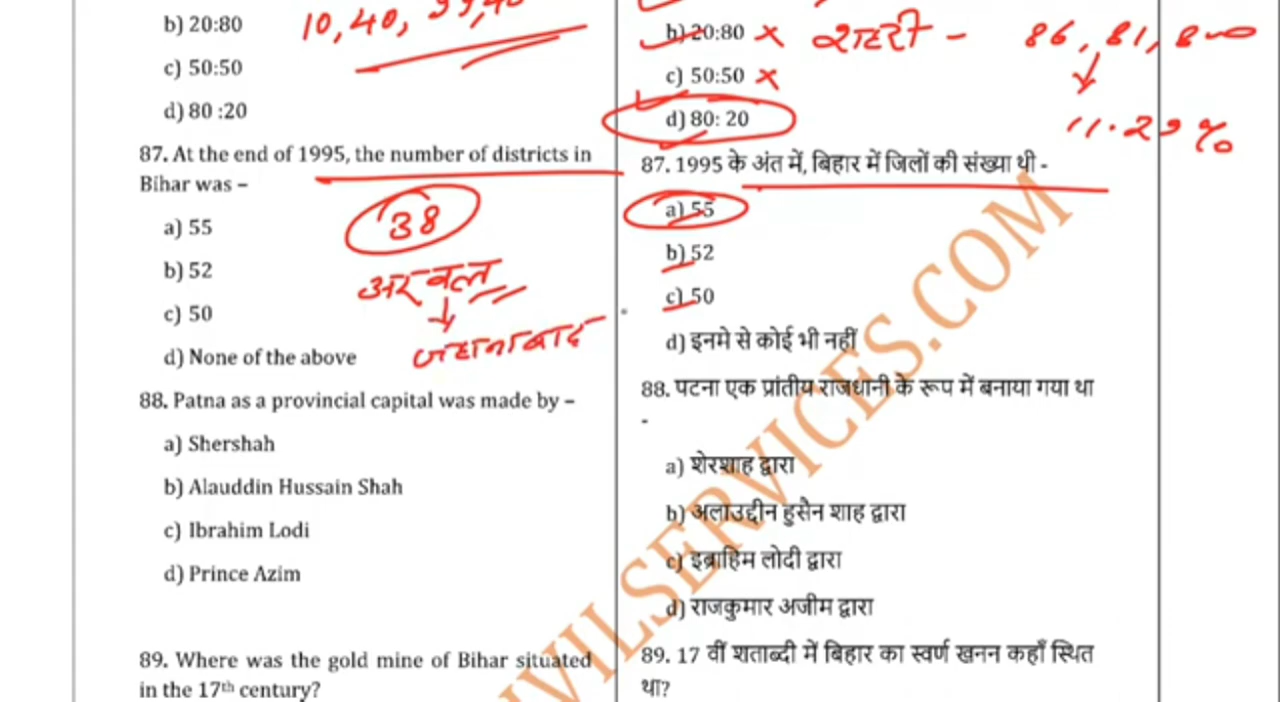 b) 20:80
c) 50:50
d) 80 :20
87. At the end of 1995, the number of districts in
Bihar was –
a) 55
b) 52
c) 50
d) None of the above
88. Patna as a provincial capital was made by –
a) Shershah
b) Alauddin Hussain Shah
c) Ibrahim Lodi
d) Prince Azim
89. Where was the gold mine of Bihar situated
in the 17th century?
10, 40,
38
अरवल
जहानाबाद
b) 20:80
c) 50:50
d) 80: 20
87. 1995 के अंत में, बिहार में जिलों की संख्या थी -
a) 55
b) 52
c) 50
d) इनमे से कोई भी नहीं
88. पटना एक प्रांतीय राजधानी के रूप में बनाया गया था
-
a) शेरशाह द्वारा
b) अलाउद्दीन हुसैन शाह द्वारा
c) इब्राहिम लोदी द्वारा
d) राजकुमार अजीम द्वारा
89. 17 वीं शताब्दी में बिहार का स्वर्ण खनन कहाँ स्थित
था?
शहरी - 86, 81, 800
11.29%
IVILSERVICES.COM